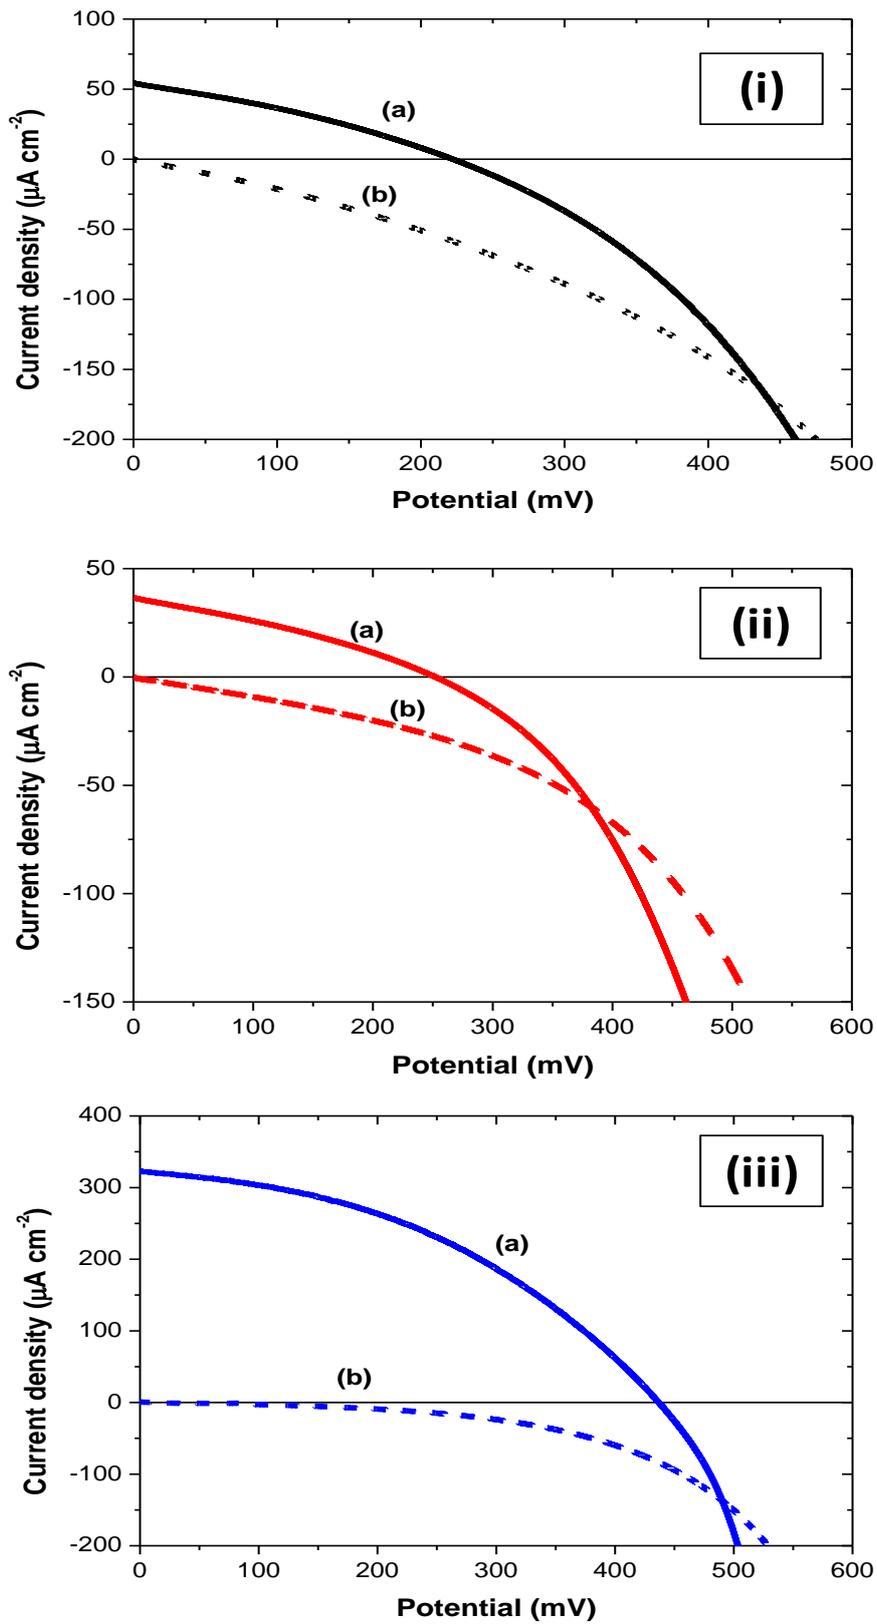 100
50
0
-50
-100
-150
-200
(i)
(a)
(b)
0 100 200 300 400 500
Current density (µA cm⁻²)
Potential (mV)
50
0
-50
-100
-150
(ii)
(a)
(b)
0 100 200 300 400 500 600
Current density (µA cm⁻²)
Potential (mV)
400
300
200
100
0
-100
-200
(iii)
(a)
(b)
0 100 200 300 400 500 600
Current density (µA cm⁻²)
Potential (mV)